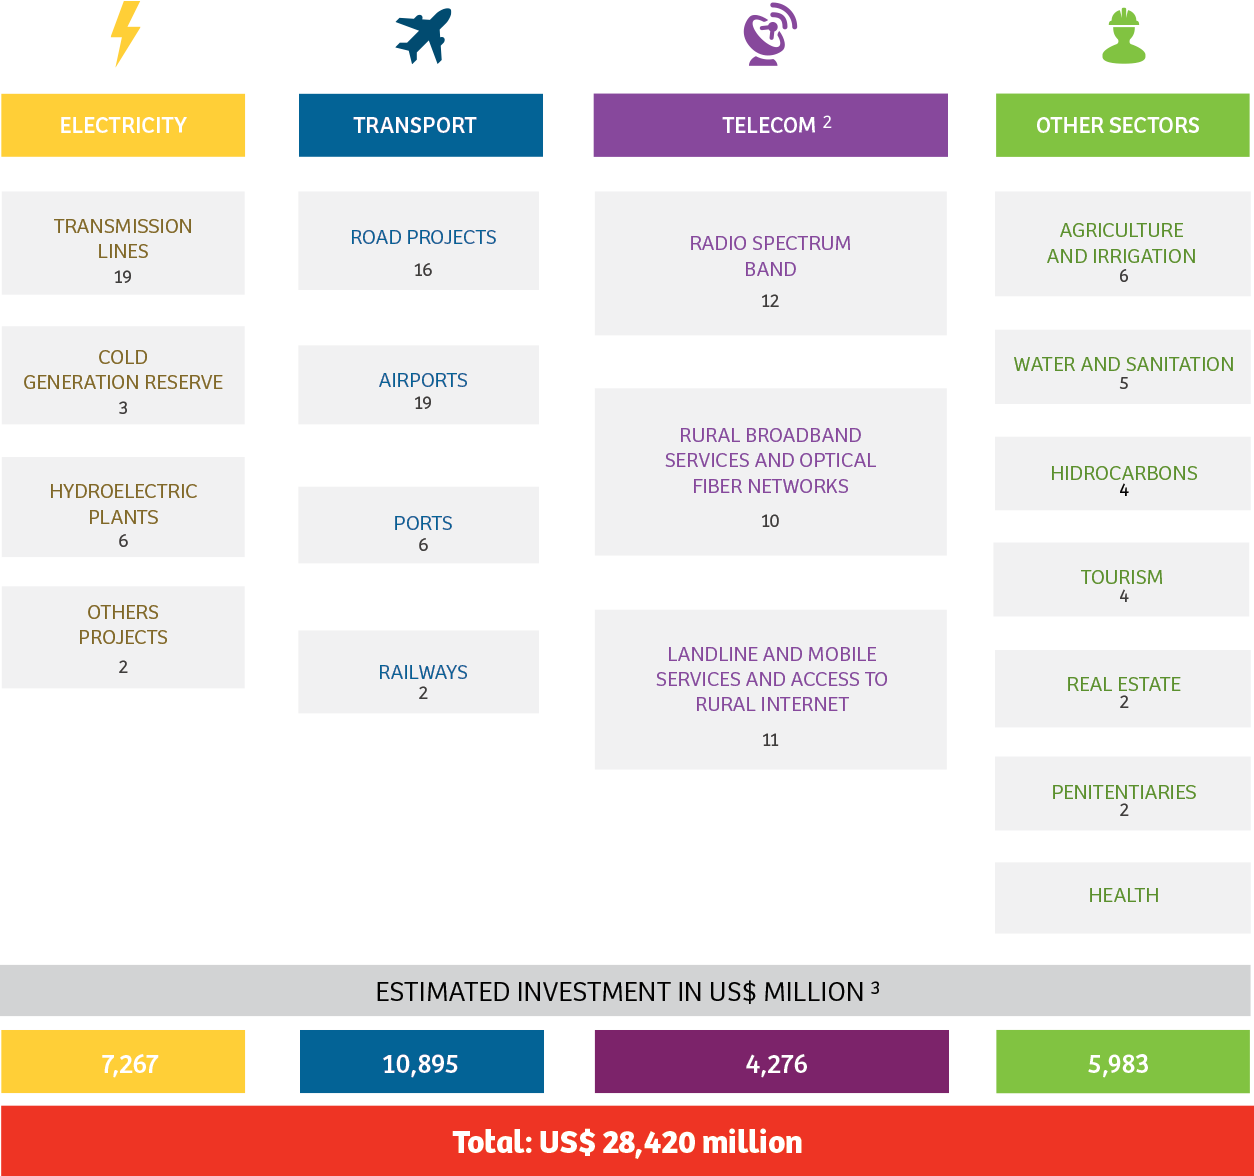 ELECTRICITY
TRANSMISSION
LINES
19
COLD
GENERATION RESERVE
3
HYDROELECTRIC
PLANTS
6
OTHERS
PROJECTS
2
TRANSPORT
ROAD PROJECTS
16
AIRPORTS
19
PORTS
6
RAILWAYS
2
TELECOM 2
RADIO SPECTRUM
BAND
12
RURAL BROADBAND
SERVICES AND OPTICAL
FIBER NETWORKS
10
LANDLINE AND MOBILE
SERVICES AND ACCESS TO
RURAL INTERNET
11
OTHER SECTORS
AGRICULTURE
AND IRRIGATION
6
WATER AND SANITATION
5
HIDROCARBONS
4
TOURISM
4
REAL ESTATE
2
PENITENTIARIES
2
HEALTH
ESTIMATED INVESTMENT IN US$ MILLION 3
7,267
10,895
4,276
5,983
Total: US$ 28,420 million